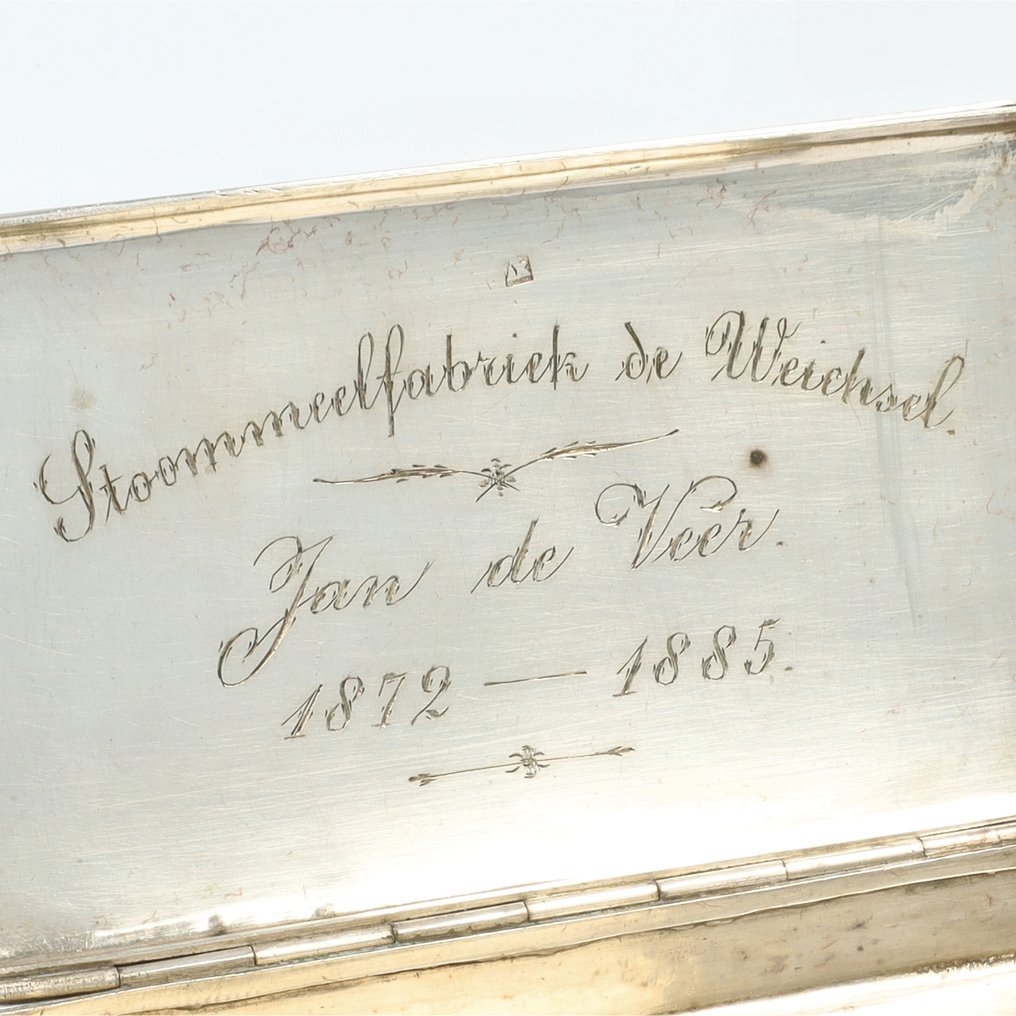 Stoommeelfabriek de Weichsel.
Jan de Veer.
1872 — 1885.